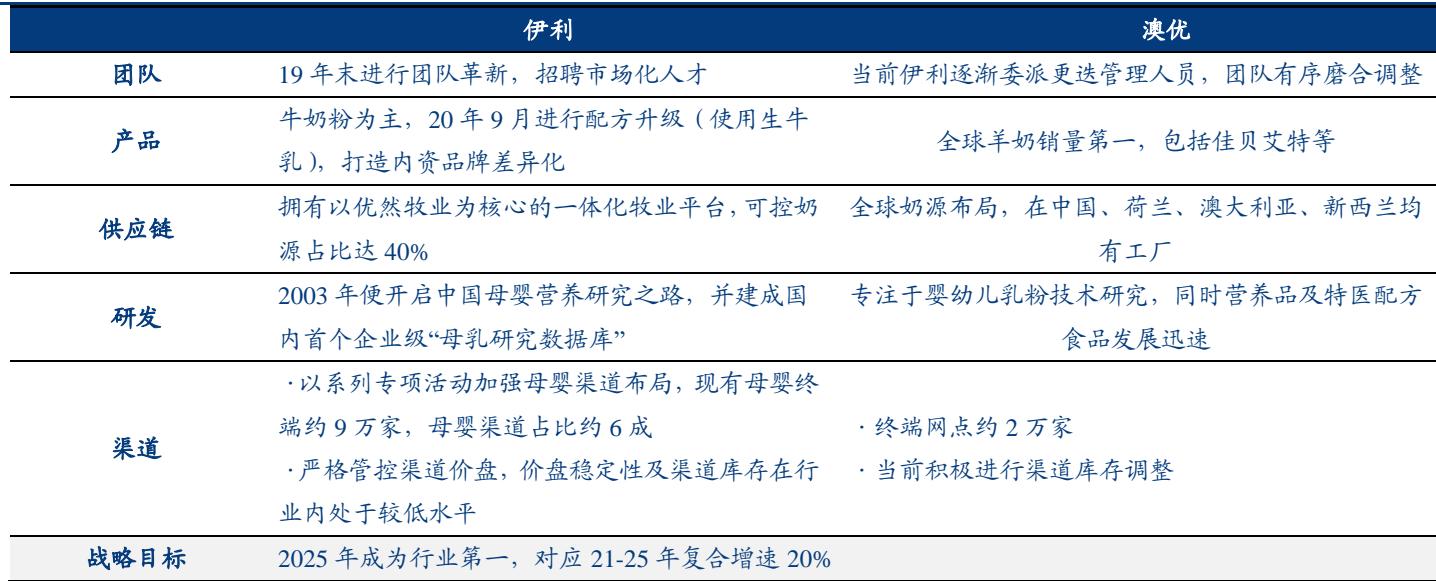 伊利 澳优
团队 19 年末进行团队革新，招聘市场化人才 当前伊利逐渐委派更迭管理人员，团队有序磨合调整
产品 牛奶粉为主，20 年 9 月进行配方升级（使用生牛
乳），打造内资品牌差异化
全球羊奶销量第一，包括佳贝艾特等
供应链 拥有以优然牧业为核心的一体化牧业平台，可控奶
源占比达 40%
全球奶源布局，在中国、荷兰、澳大利亚、新西兰均
有工厂
研发 2003 年便开启中国母婴营养研究之路，并建成国
内首个企业级“母乳研究数据库”
专注于婴幼儿乳粉技术研究，同时营养品及特医配方
食品发展迅速
渠道 ·以系列专项活动加强母婴渠道布局，现有母婴终
端约 9 万家，母婴渠道占比约 6 成
·严格管控渠道价盘，价盘稳定性及渠道库存在行
业内处于较低水平
·终端网点约 2 万家
·当前积极进行渠道库存调整
战略目标 2025 年成为行业第一，对应 21-25 年复合增速 20%